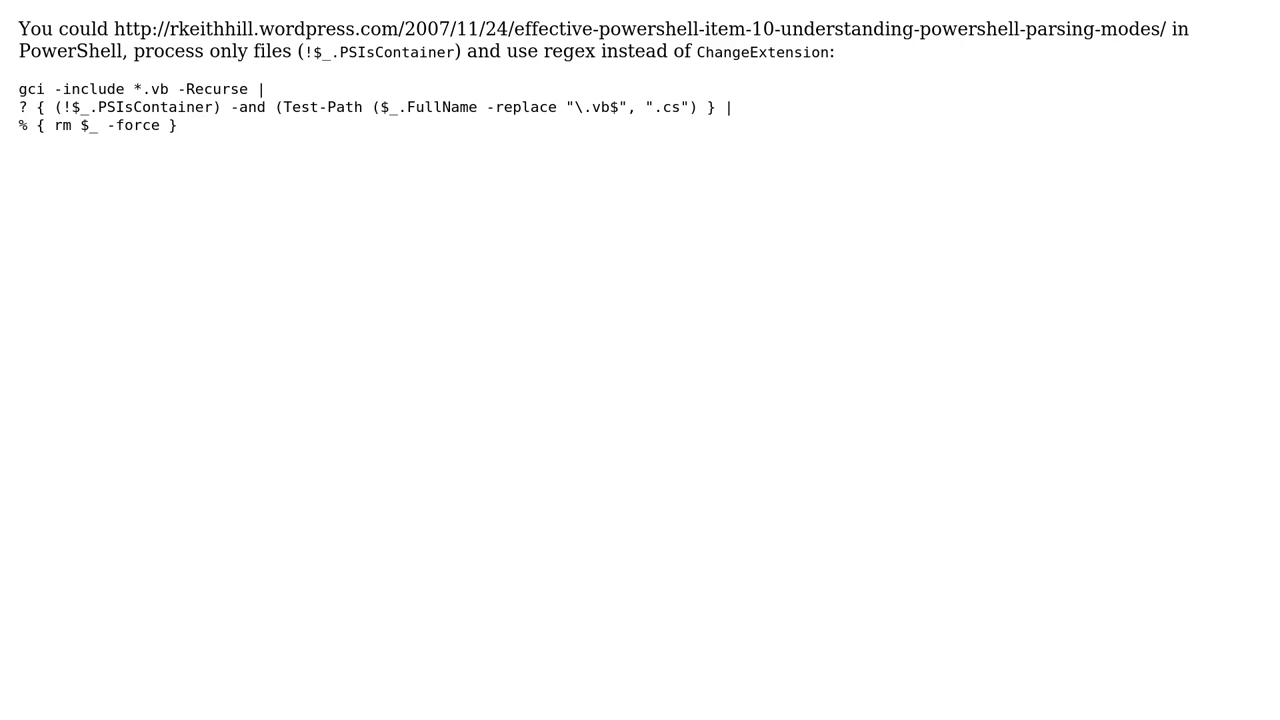 You could http://rkeithhill.wordpress.com/2007/11/24/effective-powershell-item-10-understanding-powershell-parsing-modes/ in
PowerShell, process only files (!$_.PSIsContainer) and use regex instead of ChangeExtension:
gci -include *.vb -Recurse |
? { (!$_.PSIsContainer) -and (Test-Path ($_.FullName -replace "\.vb$", ".cs") } |
% { rm $_ -force }